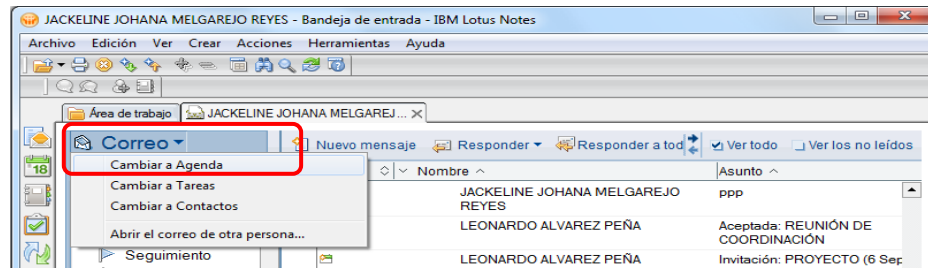 JACKELINE JOHANA MELGAREJO REYES - Bandeja de entrada - IBM Lotus Notes
Archivo Edición Ver Crear Acciones Herramientas Ayuda
Área de trabajo JACKELINE JOHANA MELGAREJ...
Correo Nuevo mensaje Responder Responder a tod Ver todo Ver los no leídos
18
Cambiar a Agenda Nombre Asunto
Cambiar a Tareas
Cambiar a Contactos
Abrir el correo de otra persona...
Seguimiento
JACKELINE JOHANA MELGAREJO REYES ppp
LEONARDO ALVAREZ PEÑA Aceptada: REUNIÓN DE COORDINACIÓN
LEONARDO ALVAREZ PEÑA Invitación: PROYECTO (6 Sep